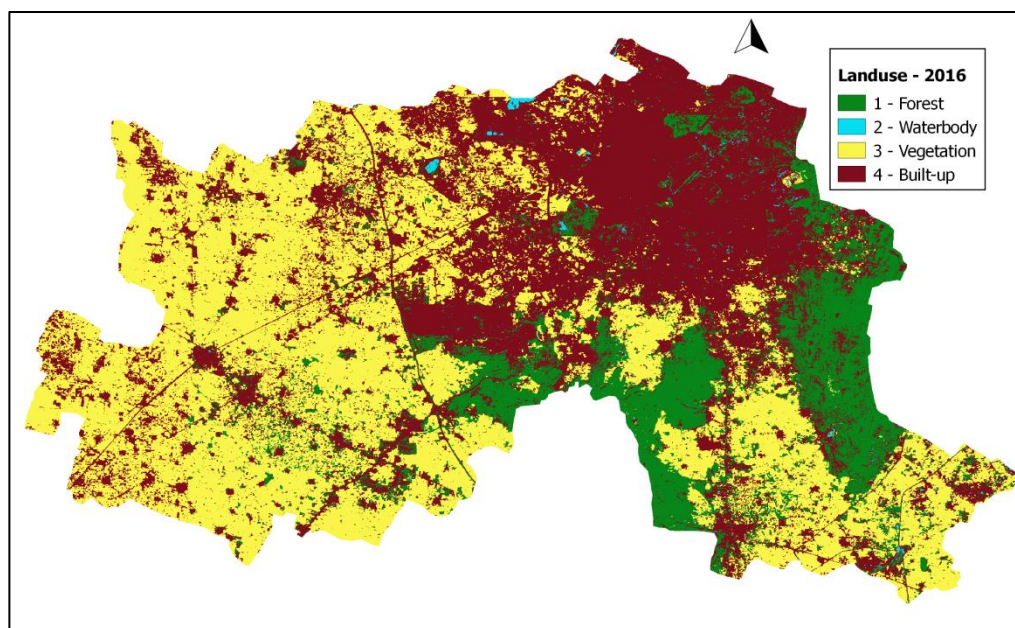 Landuse - 2016
1 - Forest
2 - Waterbody
3 - Vegetation
4 - Built-up